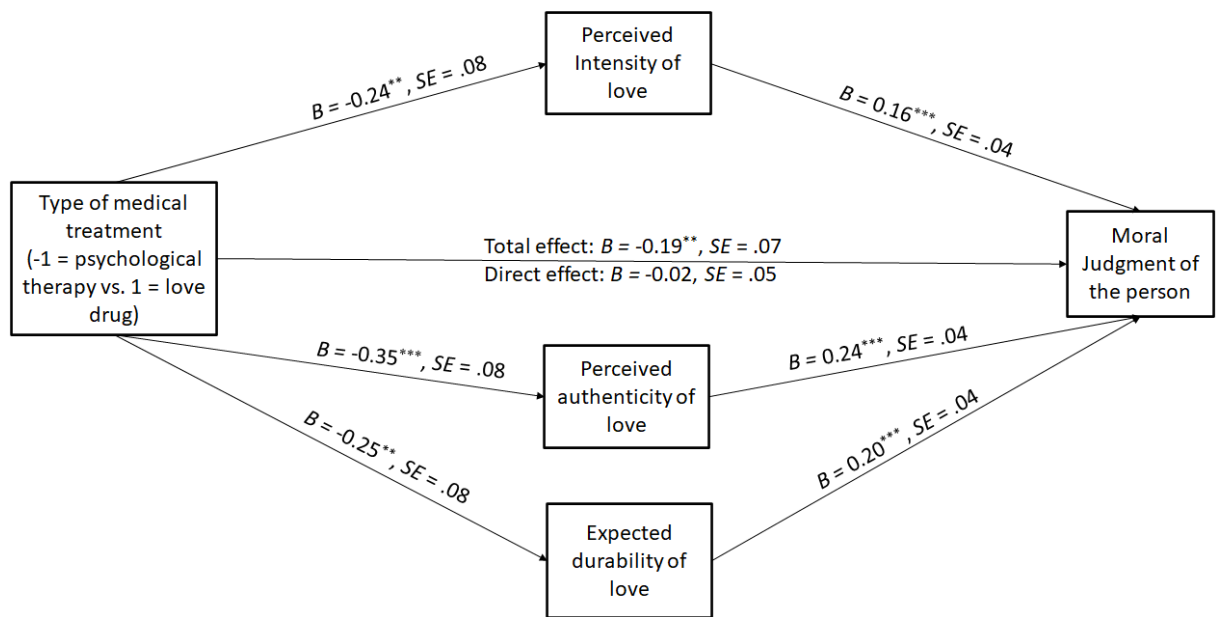 Perceived
Intensity of
love
B = -0.24**, SE = .08
B = 0.16***, SE = .04
Type of medical
treatment
(-1 = psychological
therapy vs. 1 = love
drug)
Total effect: B = -0.19**, SE = .07
Direct effect: B = -0.02, SE = .05
Moral
Judgment of
the person
B = -0.35***, SE = .08
Perceived
authenticity of
love
B = 0.24***, SE = .04
B = -0.25**, SE = .08
Expected
durability of
love
B = 0.20***, SE = .04